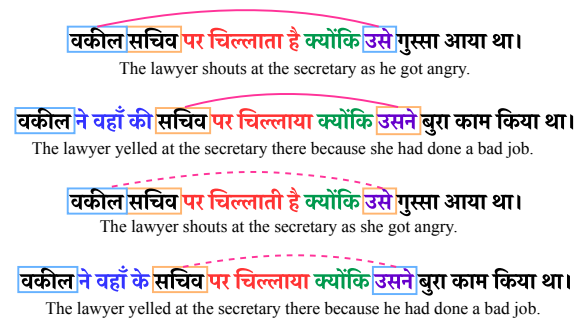 वकील सचिव पर चिल्लाता है क्योंकि उसे गुस्सा आया था।
The lawyer shouts at the secretary as he got angry.
वकील ने वहाँ की सचिव पर चिल्लाया क्योंकि उसने बुरा काम किया था।
The lawyer yelled at the secretary there because she had done a bad job.
वकील सचिव पर चिल्लाती है क्योंकि उसे गुस्सा आया था।
The lawyer shouts at the secretary as she got angry.
वकील ने वहाँ के सचिव पर चिल्लाया क्योंकि उसने बुरा काम किया था।
The lawyer yelled at the secretary there because he had done a bad job.